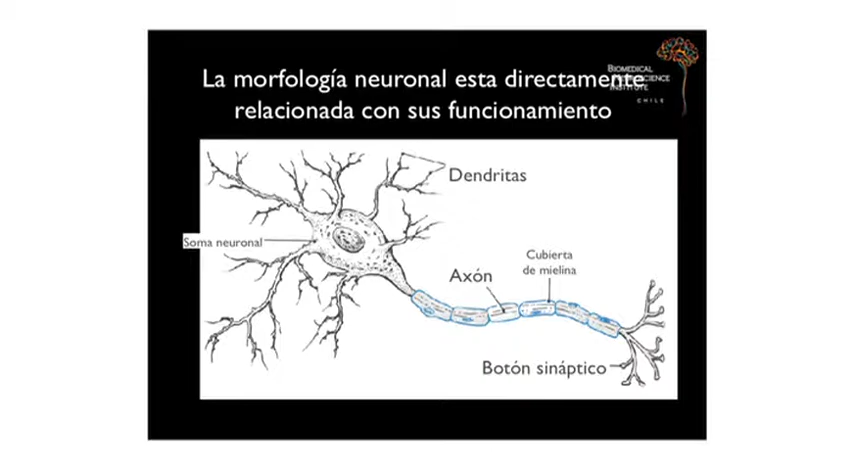 La morfología neuronal esta directamente
relacionada con sus funcionamiento
BIOMEDICAL
INSTITUTE
CHILE
Dendritas
Soma neuronal
Cubierta
de mielina
Axón
Botón sináptico